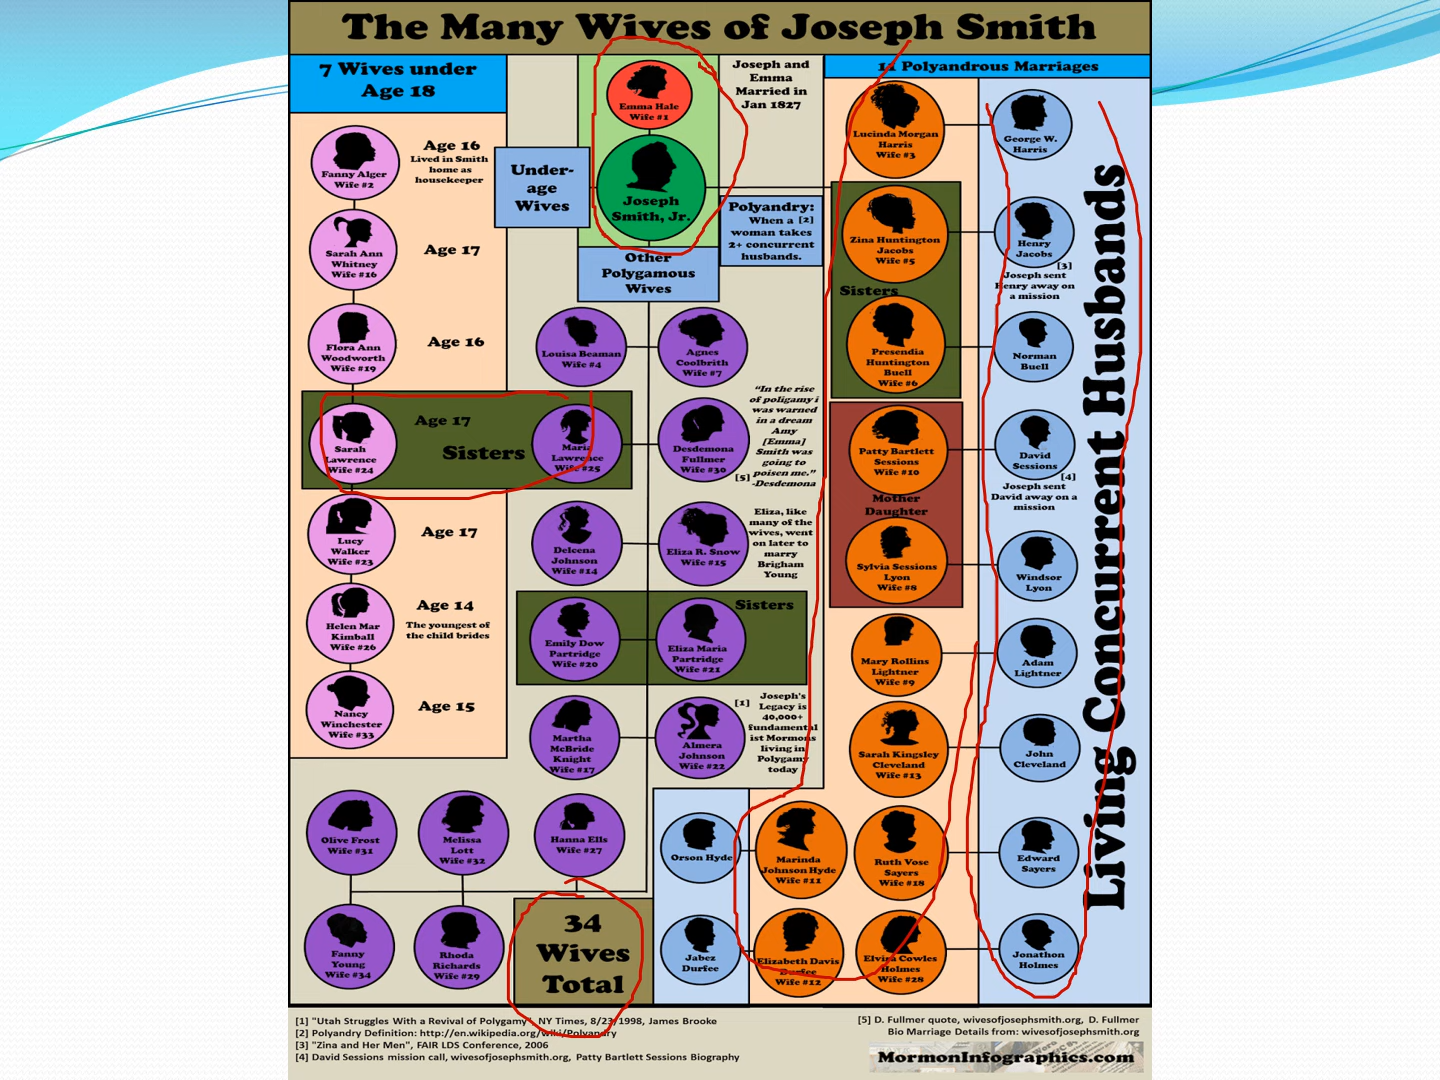 The Many Wives of Joseph Smith
7 Wives under
Age 18
Fanny Alger
Wife #2
Age 16
Lived in Smith
home as
housekeeper
Sarah Ann
Whitney
Wife #16
Age 17
Flora Ann
Woodworth
Wife #19
Age 16
Sarah
Lawrence
Wife #24
Age 17
Sisters
Maria
Lawrence
Wife #25
Lucy
Walker
Wife #23
Age 17
Helen Mar
Kimball
Wife #26
Age 14
The youngest of
the child brides
Nancy
Winchester
Wife #33
Age 15
Under-
age
Wives
Emma Hale
Wife #1
Joseph
Smith, Jr.
Joseph and
Emma
Married in
Jan 1827
Polyandry:
When a [2]
woman takes
2+ concurrent
husbands.
Other
Polygamous
Wives
Louisa Beaman
Wife #4
Agnes
Coolbrith
Wife #7
Desdemona
Fullmer
Wife #30
"In the rise
of poligamy i
was warned
in a dream
Amy
[Emma]
Smith was
going to
poisen me."
-Desdemona
[5]
Delcena
Johnson
Wife #14
Eliza R. Snow
Wife #15
Eliza, like
many of the
wives, went
on later to
marry
Brigham
Young
Emily Dow
Partridge
Wife #20
Eliza Maria
Partridge
Wife #21
Sisters
Martha
McBride
Knight
Wife #17
Almera
Johnson
Wife #22
[1]
Joseph's
Legacy is
40,000+
fundamental
ist Mormons
living in
Polygamy
today
Olive Frost
Wife #31
Melissa
Lott
Wife #32
Hanna Ells
Wife #27
Fanny
Young
Wife #34
Rhoda
Richards
Wife #29
34
Wives
Total
11 Polyandrous Marriages
Lucinda Morgan
Harris
Wife #3
George W.
Harris
Zina Huntington
Jacobs
Wife #5
Henry
Jacobs
[3]
Joseph sent
Henry away on
a mission
Sisters
Presendia
Huntington
Buell
Wife #6
Norman
Buell
Patty Bartlett
Sessions
Wife #10
David
Sessions
[4]
Joseph sent
David away on a
mission
Mother
Daughter
Sylvia Sessions
Lyon
Wife #8
Windsor
Lyon
Mary Rollins
Lightner
Wife #9
Adam
Lightner
Sarah Kingsley
Cleveland
Wife #13
John
Cleveland
Orson Hyde
Marinda
Johnson Hyde
Wife #11
Ruth Vose
Sayers
Wife #18
Edward
Sayers
Jabez
Durfee
Elizabeth Davis
Durfee
Wife #12
Elvira Cowles
Holmes
Wife #28
Jonathon
Holmes
Living Concurrent Husbands
[1] "Utah Struggles With a Revival of Polygamy", NY Times, 8/23/1998, James Brooke
[2] Polyandry Definition: http://en.wikipedia.org/wiki/Polyandry
[3] "Zina and Her Men", FAIR LDS Conference, 2006
[4] David Sessions mission call, wivesofjosephsmith.org, Patty Bartlett Sessions Biography
[5] D. Fullmer quote, wivesofjosephsmith.org, D. Fullmer
Bio Marriage Details from: wivesofjosephsmith.org
MormonInfographics.com